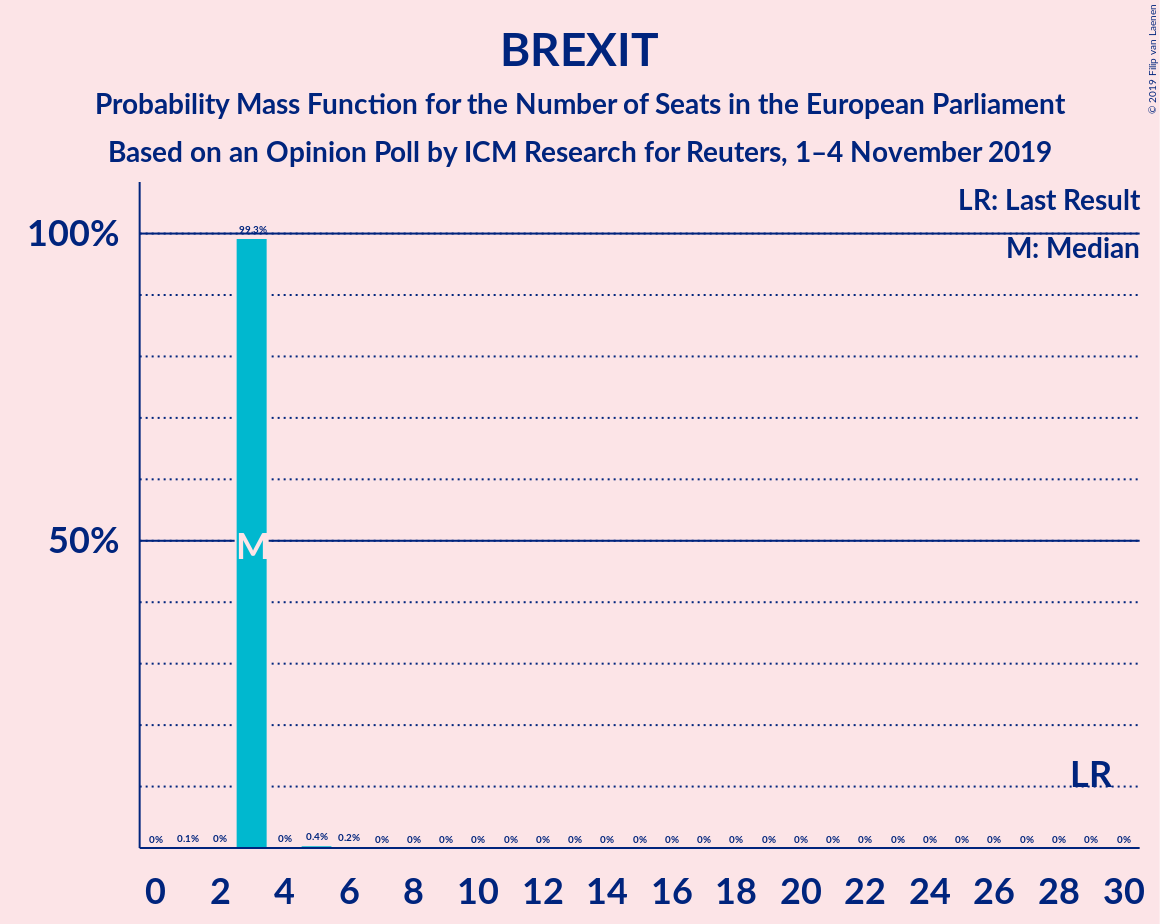 BREXIT
Probability Mass Function for the Number of Seats in the European Parliament
Based on an Opinion Poll by ICM Research for Reuters, 1–4 November 2019
© 2019 Filip van Laenen
LR: Last Result
M: Median
100%
50%
99.3%
M
LR
0% 0.1% 0% 0% 0.4% 0.2% 0% 0% 0% 0% 0% 0% 0% 0% 0% 0% 0% 0% 0% 0% 0% 0% 0% 0% 0% 0% 0% 0% 0% 0%
0 2 4 6 8 10 12 14 16 18 20 22 24 26 28 30